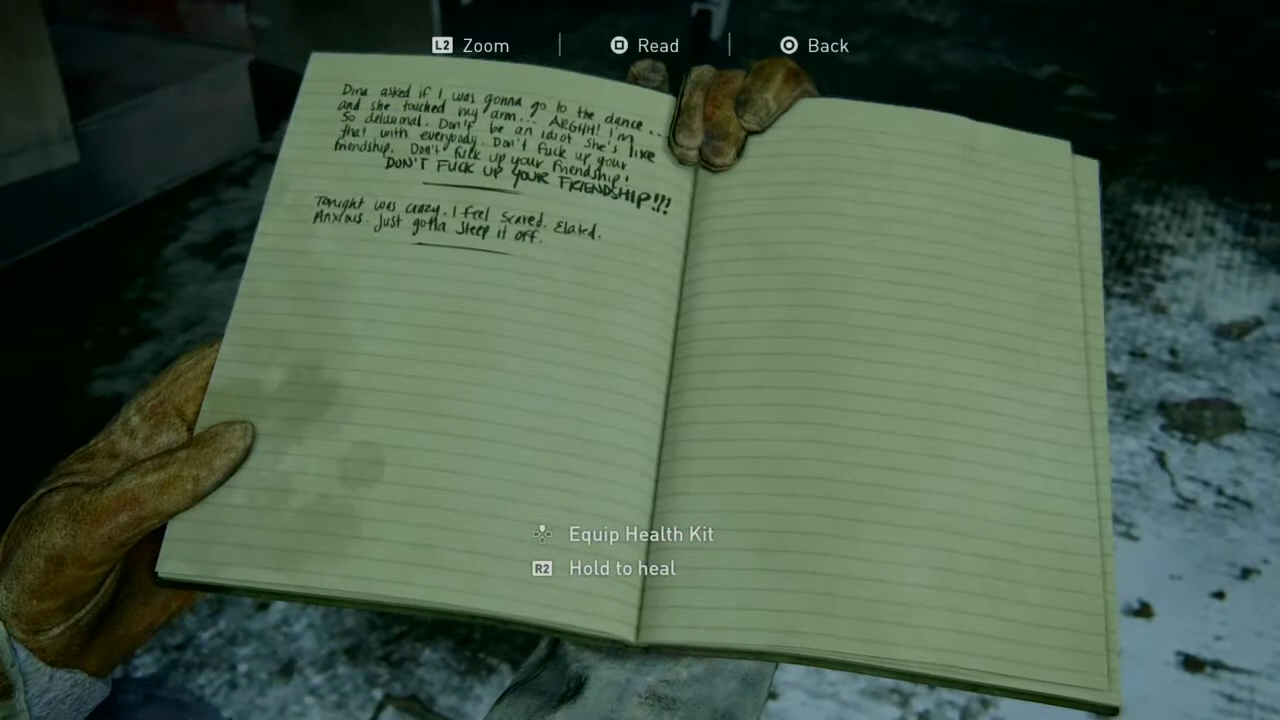 L2 Zoom | Read | Back
Dina asked if I was gonna go to the dance...
and she touched my arm... ARGHH! I'm
so delusional. Don't be an idiot she's like
that with everybody. Don't fuck up your
friendship. Don't fuck up your friendship!
DON'T FUCK UP YOUR FRIENDSHIP!!!
Tonight was crazy. I feel scared. Elated.
Anxious. Just gotta sleep it off.
Equip Health Kit
R2 Hold to heal